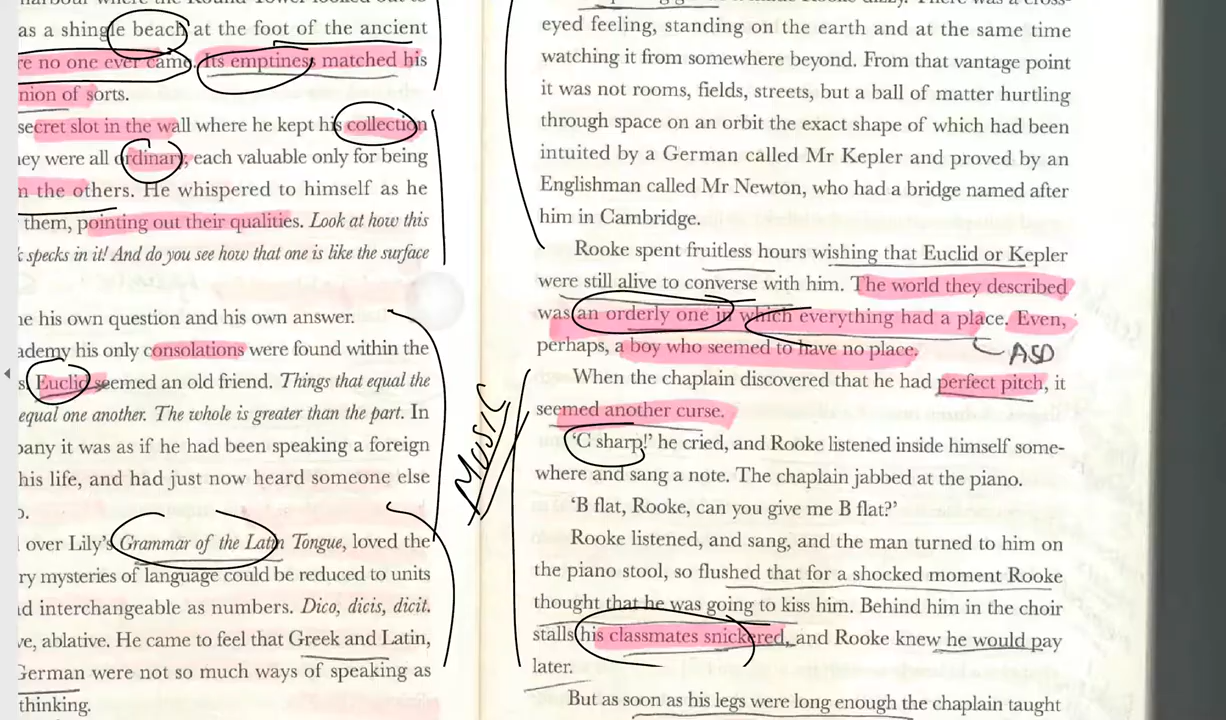 as a shingle beach at the foot of the ancient
re no one ever came. Its emptiness matched his
nion of sorts.
secret slot in the wall where he kept his collection
ey were all ordinary, each valuable only for being
n the others. He whispered to himself as he
them, pointing out their qualities. Look at how this
specks in it! And do you see how that one is like the surface
he his own question and his own answer.
ademy his only consolations were found within the
s Euclid seemed an old friend. Things that equal the
equal one another. The whole is greater than the part. In
pany it was as if he had been speaking a foreign
his life, and had just now heard someone else
over Lily's Grammar of the Latin Tongue, loved the
ry mysteries of language could be reduced to units
d interchangeable as numbers. Dico, dicis, dicit.
ve, ablative. He came to feel that Greek and Latin,
German were not so much ways of speaking as
thinking.
MUSIC
eyed feeling, standing on the earth and at the same time
watching it from somewhere beyond. From that vantage point
it was not rooms, fields, streets, but a ball of matter hurtling
through space on an orbit the exact shape of which had been
intuited by a German called Mr Kepler and proved by an
Englishman called Mr Newton, who had a bridge named after
him in Cambridge.
Rooke spent fruitless hours wishing that Euclid or Kepler
were still alive to converse with him. The world they described
was an orderly one in which everything had a place. Even,
perhaps, a boy who seemed to have no place.
ASD
When the chaplain discovered that he had perfect pitch, it
seemed another curse.
'C sharp!' he cried, and Rooke listened inside himself some-
where and sang a note. The chaplain jabbed at the piano.
'B flat, Rooke, can you give me B flat?'
Rooke listened, and sang, and the man turned to him on
the piano stool, so flushed that for a shocked moment Rooke
thought that he was going to kiss him. Behind him in the choir
stalls his classmates snickered, and Rooke knew he would pay
later.
But as soon as his legs were long enough the chaplain taught